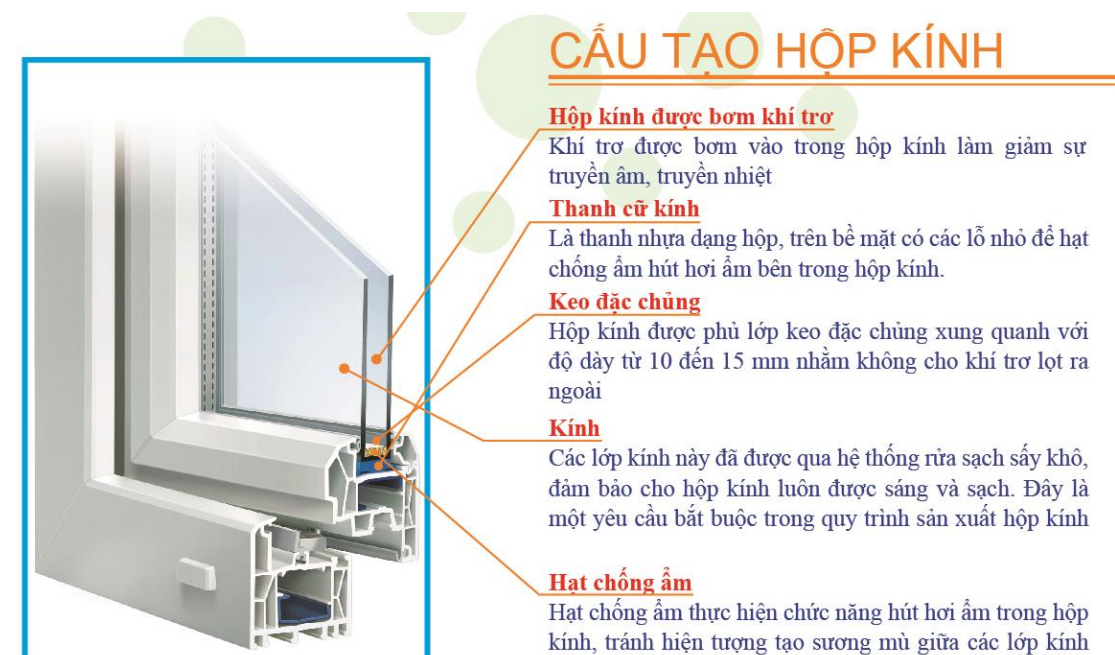 CẤU TẠO HỘP KÍNH
Hộp kính được bơm khí trơ
Khí trơ được bơm vào trong hộp kính làm giảm sự
truyền âm, truyền nhiệt
Thanh cữ kính
Là thanh nhựa dạng hộp, trên bề mặt có các lỗ nhỏ để hạt
chống ẩm hút hơi ẩm bên trong hộp kính.
Keo đặc chủng
Hộp kính được phủ lớp keo đặc chủng xung quanh với
độ dày từ 10 đến 15 mm nhằm không cho khí trơ lọt ra
ngoài
Kính
Các lớp kính này đã được qua hệ thống rửa sạch sấy khô,
đảm bảo cho hộp kính luôn được sáng và sạch. Đây là
một yêu cầu bắt buộc trong quy trình sản xuất hộp kính
Hạt chống ẩm
Hạt chống ẩm thực hiện chức năng hút hơi ẩm trong hộp
kính, tránh hiện tượng tạo sương mù giữa các lớp kính